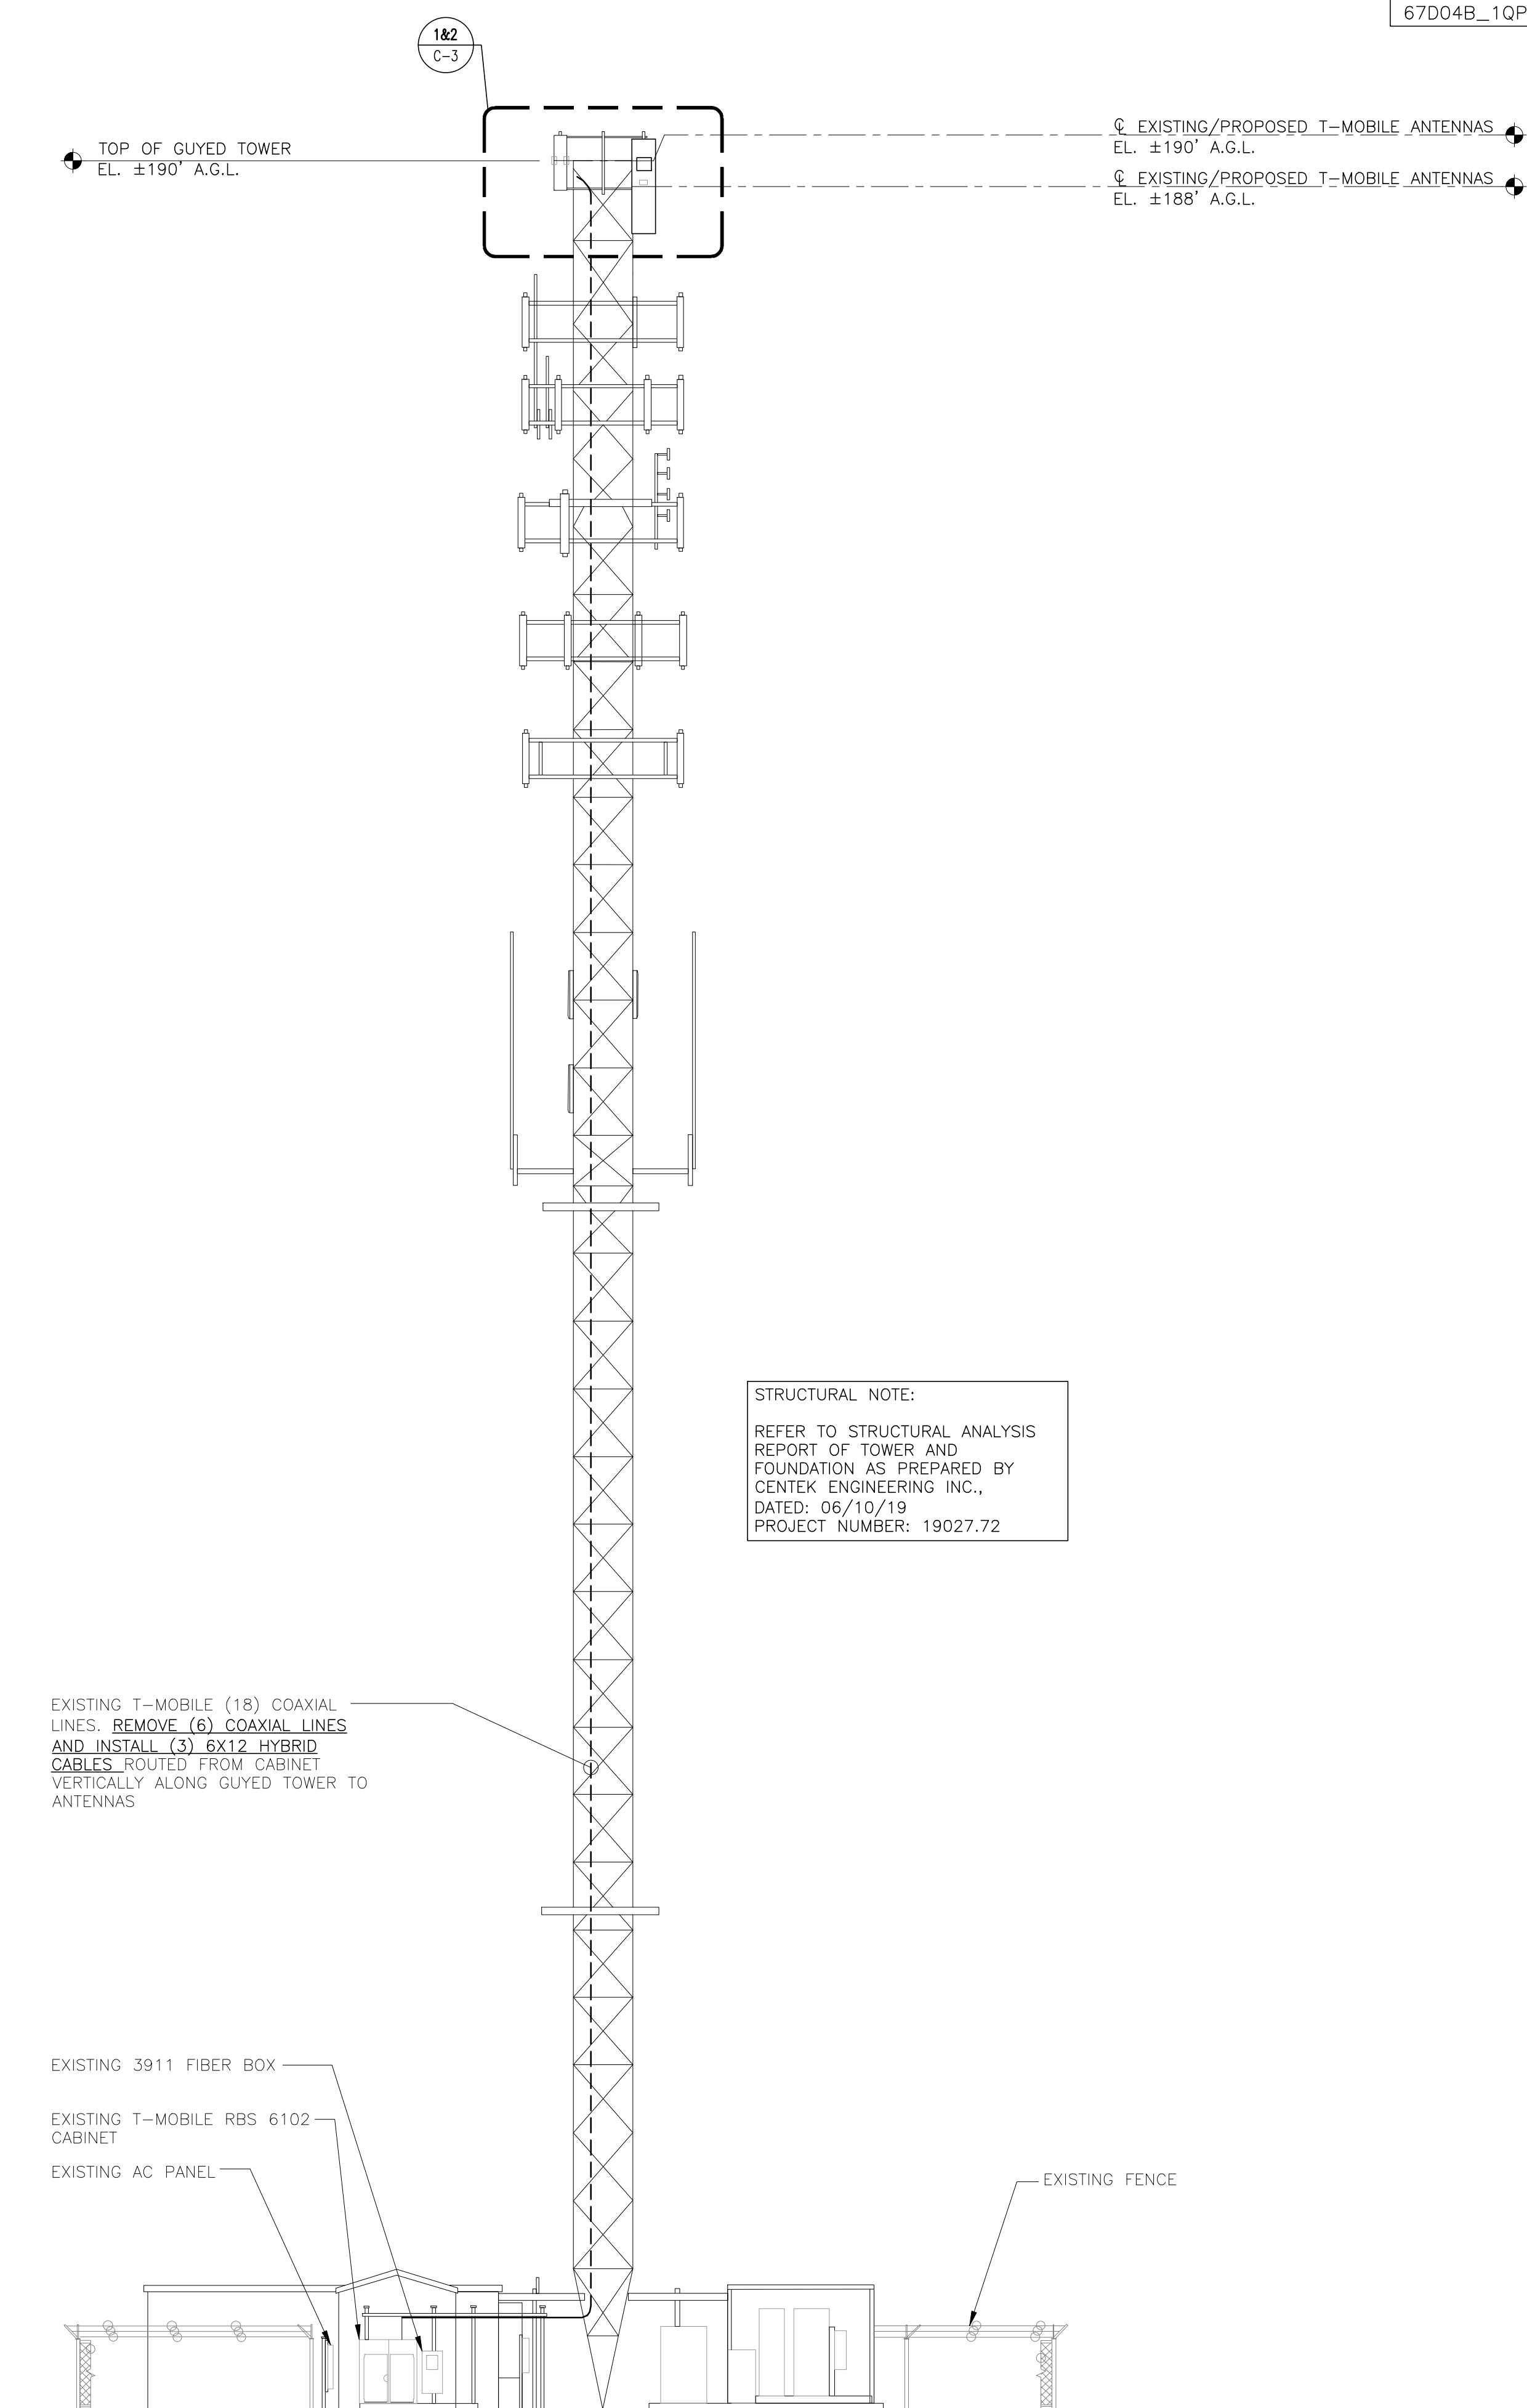 67D04B_1QP
1&2
C-3
TOP OF GUYED TOWER
EL. ±190' A.G.L.
℄ EXISTING/PROPOSED T-MOBILE ANTENNAS
EL. ±190' A.G.L.
℄ EXISTING/PROPOSED T-MOBILE ANTENNAS
EL. ±188' A.G.L.
STRUCTURAL NOTE:
REFER TO STRUCTURAL ANALYSIS
REPORT OF TOWER AND
FOUNDATION AS PREPARED BY
CENTEK ENGINEERING INC.,
DATED: 06/10/19
PROJECT NUMBER: 19027.72
EXISTING T-MOBILE (18) COAXIAL
LINES. REMOVE (6) COAXIAL LINES
AND INSTALL (3) 6X12 HYBRID
CABLES ROUTED FROM CABINET
VERTICALLY ALONG GUYED TOWER TO
ANTENNAS
EXISTING 3911 FIBER BOX
EXISTING T-MOBILE RBS 6102
CABINET
EXISTING AC PANEL
EXISTING FENCE